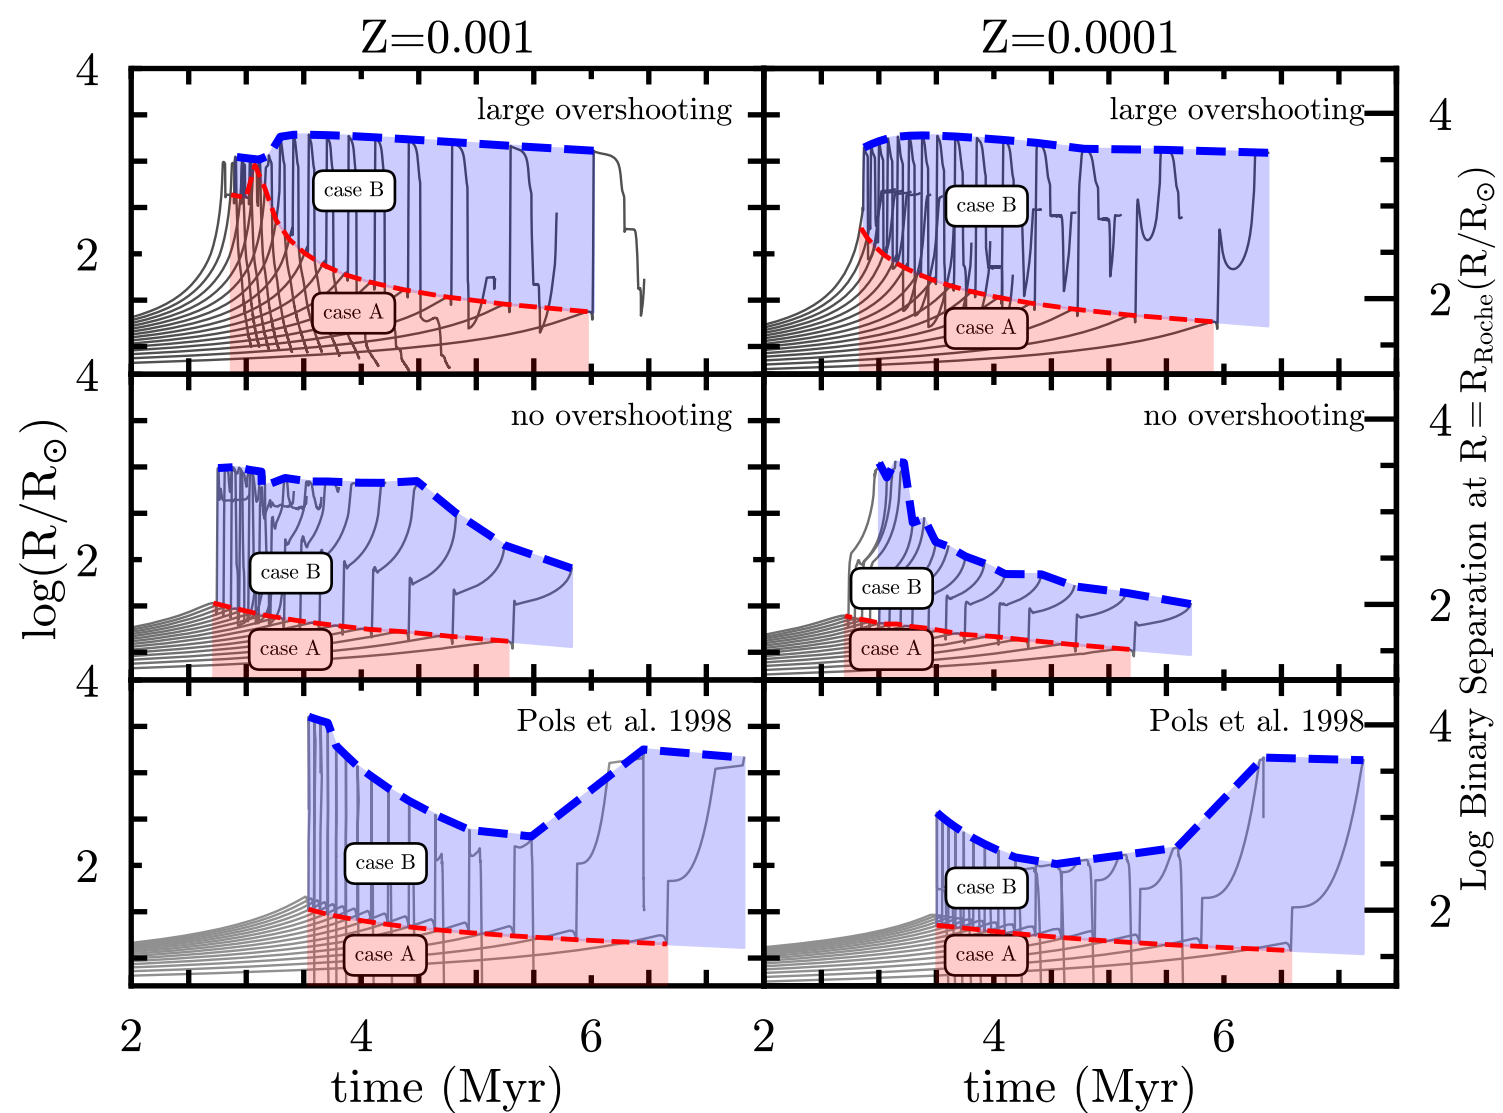 Z=0.001
Z=0.0001
4
large overshooting
large overshooting
4
case B
case B
2
2
case A
case A
4
no overshooting
no overshooting
4
2
case B
case B
2
case A
case A
4
Pols et al. 1998
Pols et al. 1998
4
2
case B
case B
2
case A
case A
log(R/R⊙)
Log Binary Separation at R = R_Roche (R/R⊙)
2
4
6
2
4
6
time (Myr)
time (Myr)